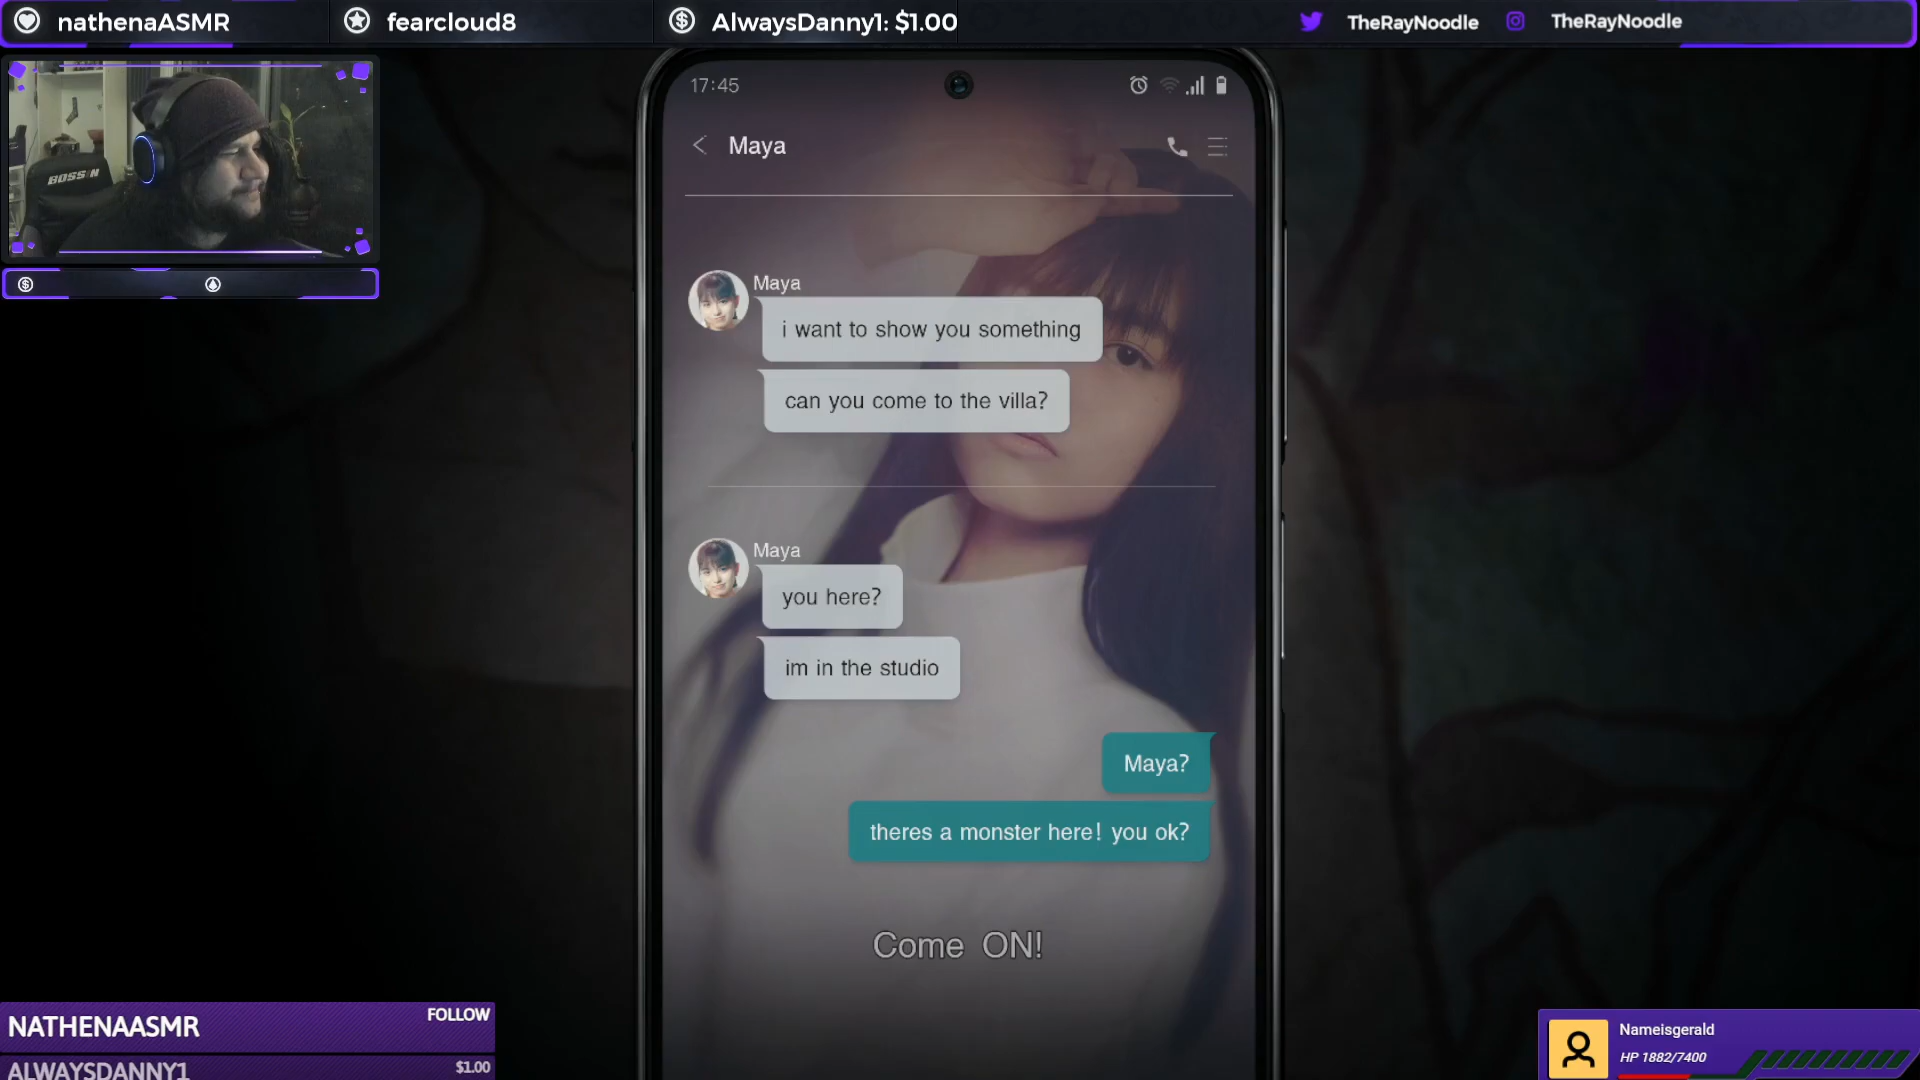 nathenaASMR
fearcloud8
AlwaysDanny1: $1.00
TheRayNoodle
TheRayNoodle
BOSSIN
17:45
Maya
Maya
i want to show you something
can you come to the villa?
Maya
you here?
im in the studio
Maya?
theres a monster here! you ok?
Come ON!
NATHENAASMR
FOLLOW
ALWAYSDANNY1
$1.00
Nameisgerald
HP 1882/7400